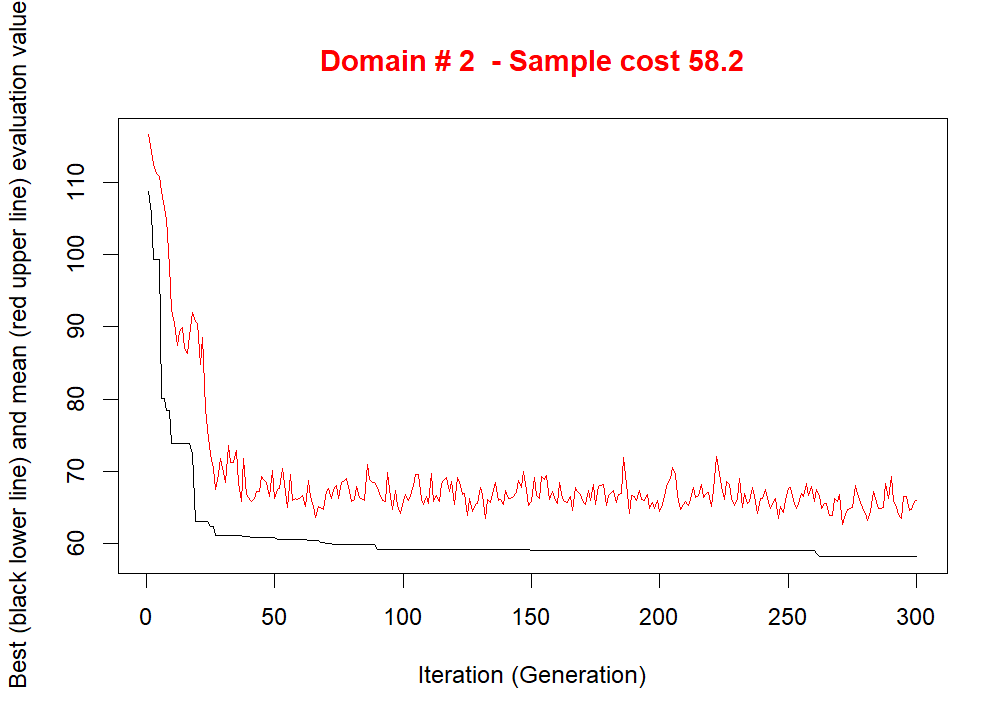 Domain # 2  - Sample cost 58.2
Best (black lower line) and mean (red upper line) evaluation value
110
100
90
80
70
60
0 50 100 150 200 250 300
Iteration (Generation)